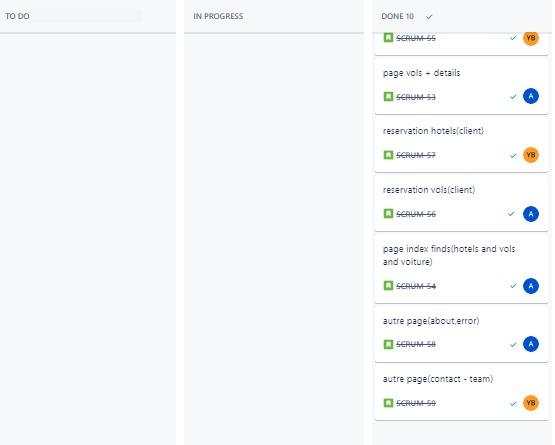 TO DO
IN PROGRESS
DONE 10
SCRUM-55
YB
page vols + details
SCRUM-53
A
reservation hotels(client)
SCRUM-57
YB
reservation vols(client)
SCRUM-56
A
page index finds(hotels and vols
and voiture)
SCRUM-54
A
autre page(about,error)
SCRUM-58
A
autre page(contact - team)
SCRUM-59
YB